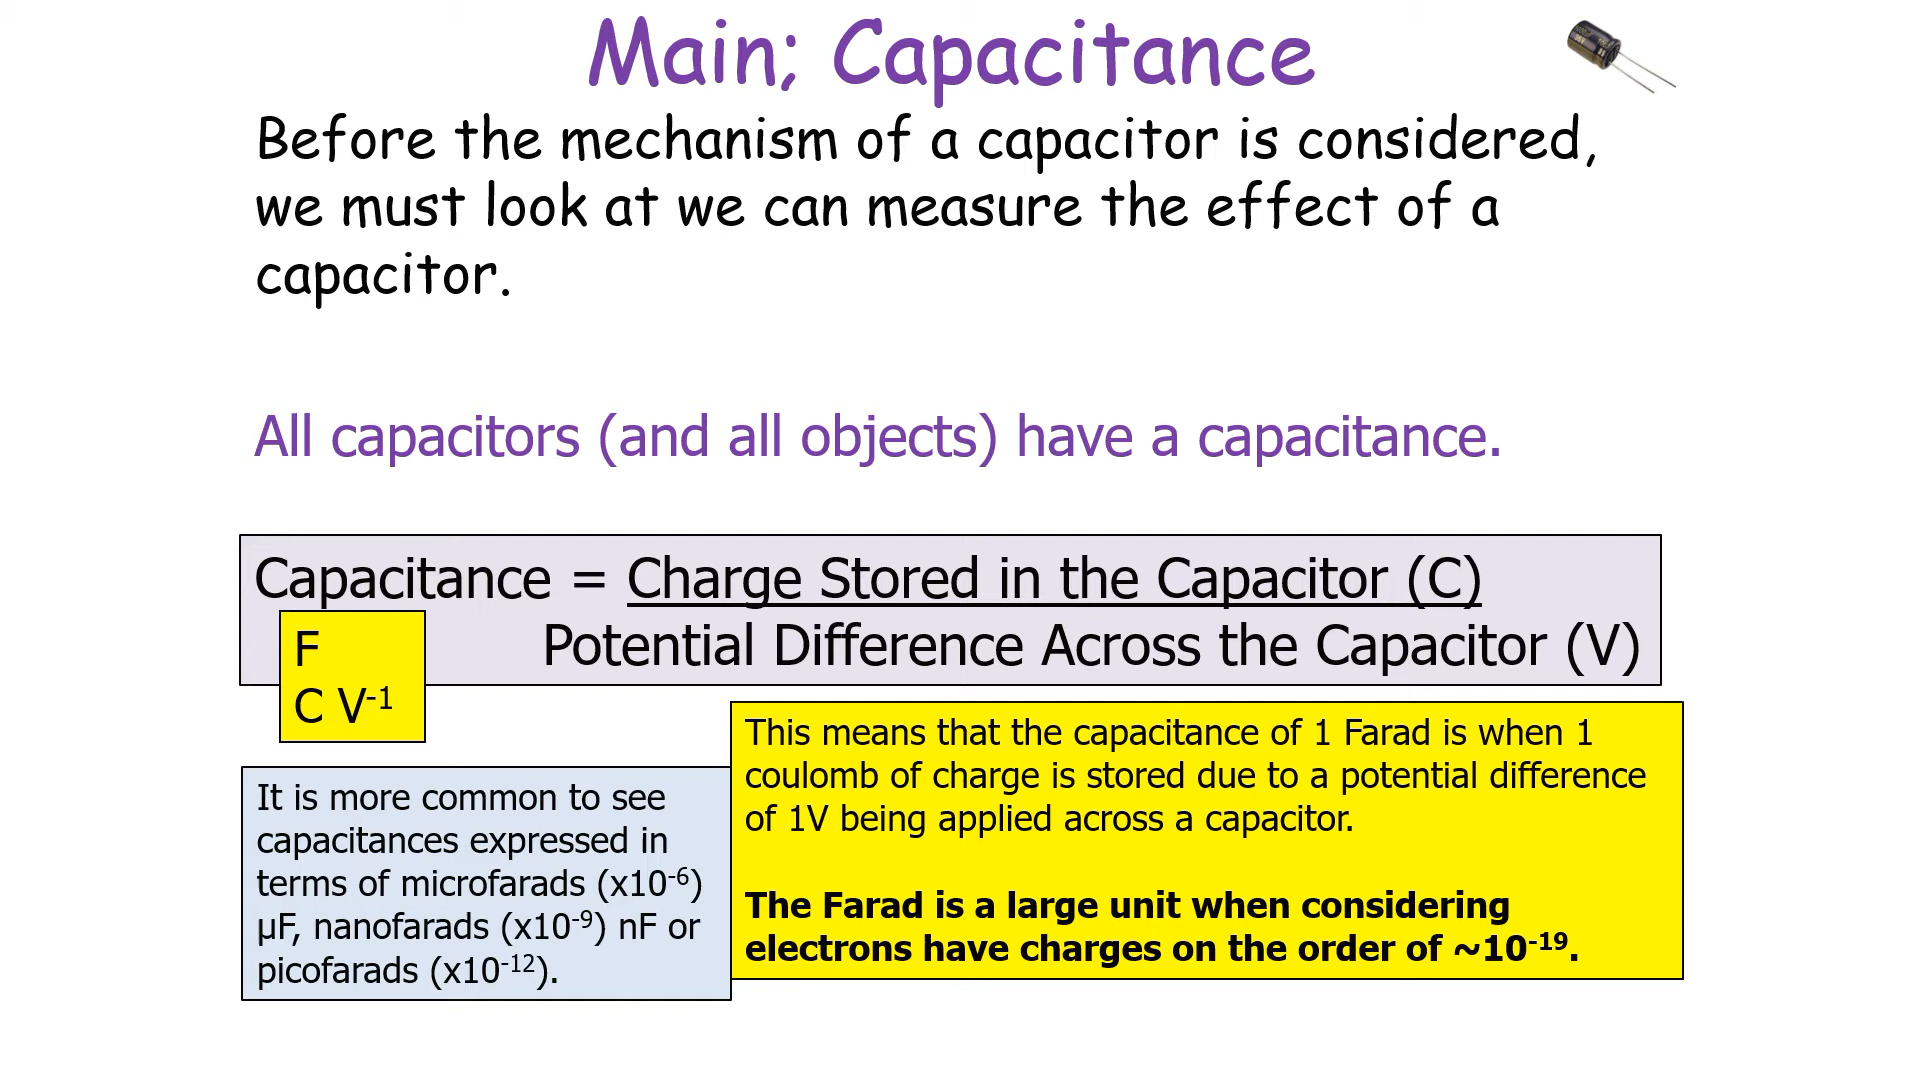 Main; Capacitance
Before the mechanism of a capacitor is considered,
we must look at we can measure the effect of a
capacitor.
All capacitors (and all objects) have a capacitance.
Capacitance = Charge Stored in the Capacitor (C)
Potential Difference Across the Capacitor (V)
F
C V⁻¹
This means that the capacitance of 1 Farad is when 1
coulomb of charge is stored due to a potential difference
of 1V being applied across a capacitor.
The Farad is a large unit when considering
electrons have charges on the order of ~10⁻¹⁹.
It is more common to see
capacitances expressed in
terms of microfarads (x10⁻⁶)
µF, nanofarads (x10⁻⁹) nF or
picofarads (x10⁻¹²).